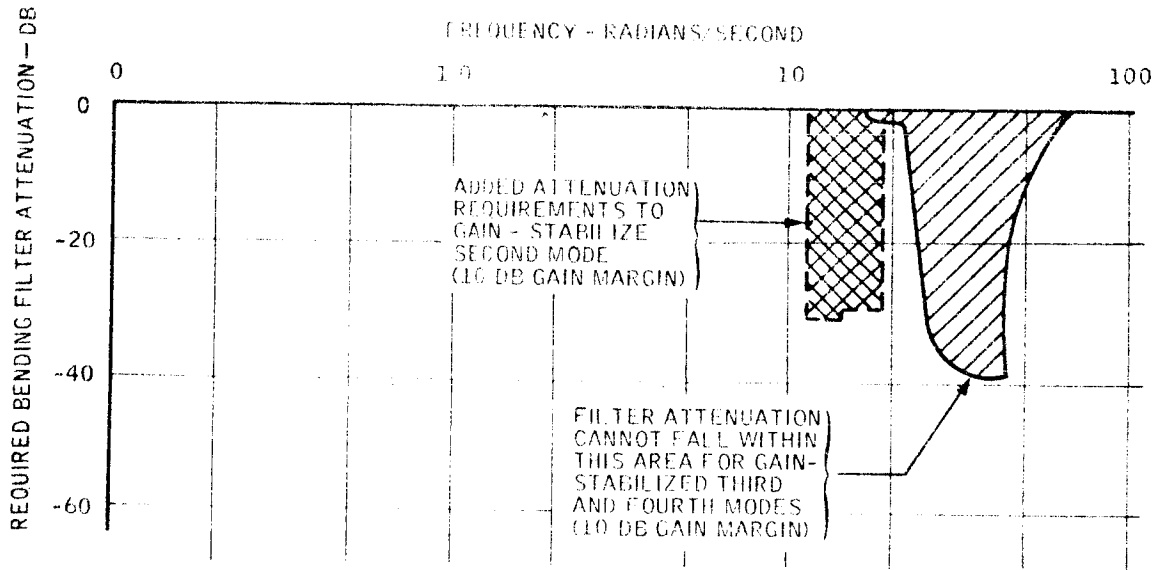 FREQUENCY - RADIANS/SECOND
0 1.0 10 100
REQUIRED BENDING FILTER ATTENUATION - DB
0
-20
-40
-60
ADDED ATTENUATION
REQUIREMENTS TO
GAIN - STABILIZE
SECOND MODE
(10 DB GAIN MARGIN)
FILTER ATTENUATION
CANNOT FALL WITHIN
THIS AREA FOR GAIN-
STABILIZED THIRD
AND FOURTH MODES
(10 DB GAIN MARGIN)